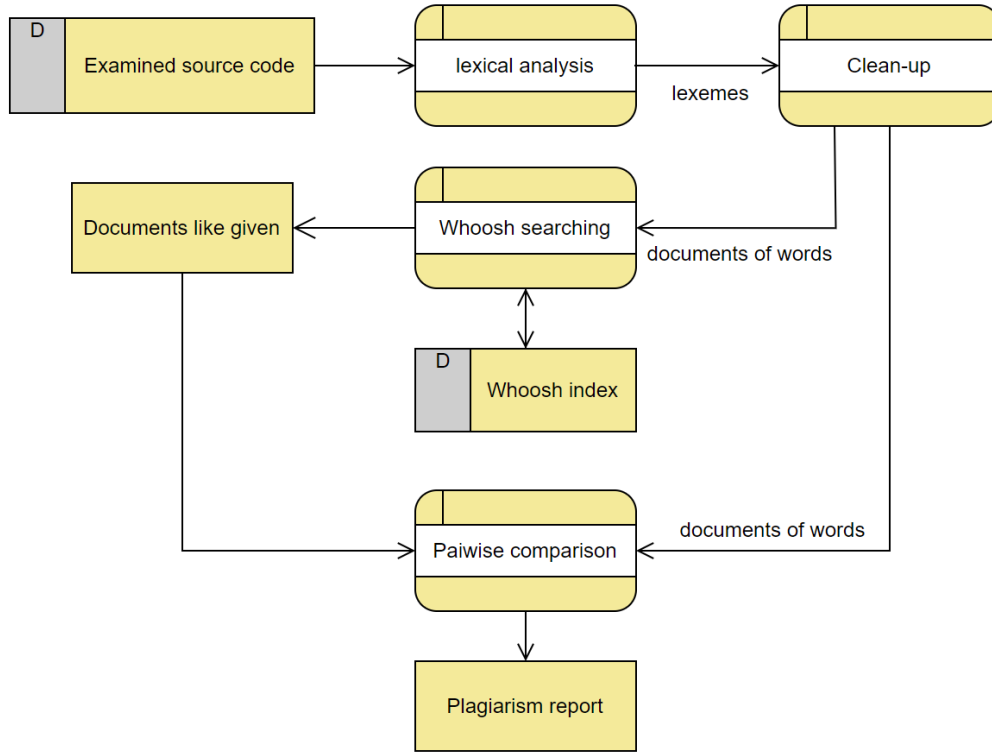 D
Examined source code
lexical analysis
Clean-up
lexemes
Documents like given
Whoosh searching
documents of words
D
Whoosh index
Paiwise comparison
documents of words
Plagiarism report